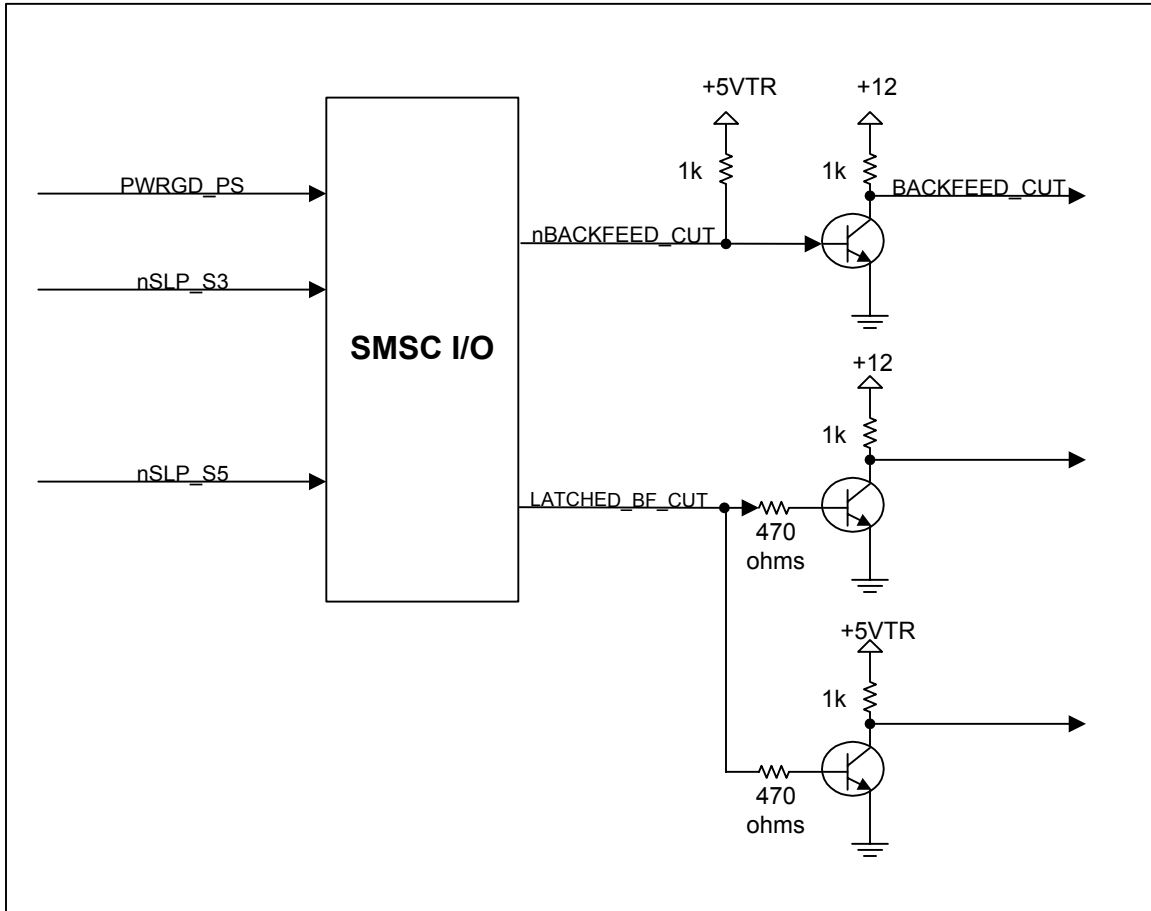 +5VTR
+12
1k
1k
PWRGD_PS
BACKFEED_CUT
nBACKFEED_CUT
nSLP_S3
SMSC I/O
+12
1k
nSLP_S5
LATCHED_BF_CUT
470
ohms
+5VTR
1k
470
ohms